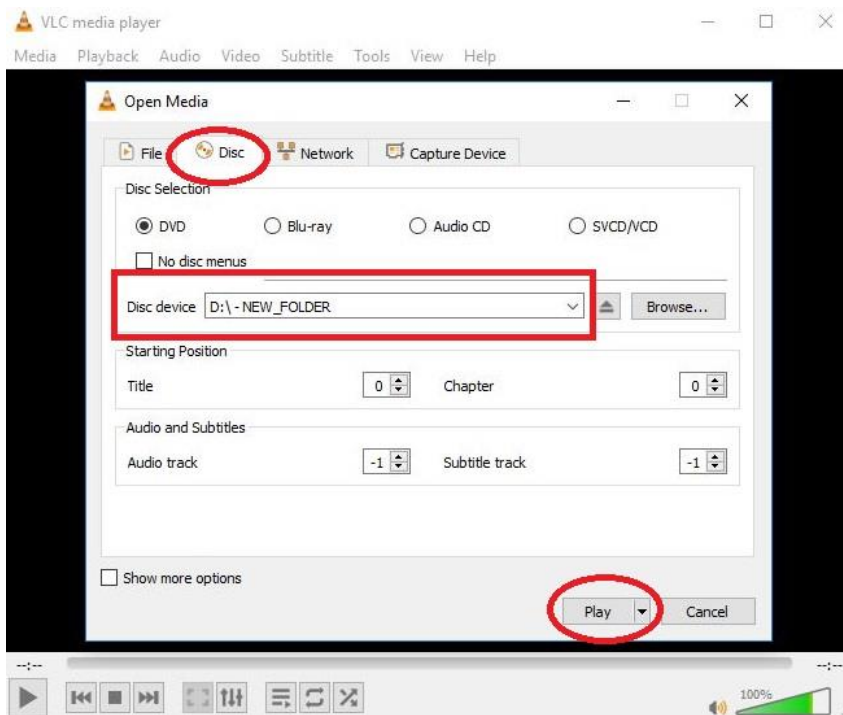 VLC media player
Media Playback Audio Video Subtitle Tools View Help
Open Media
File Disc Network Capture Device
Disc Selection
DVD Blu-ray Audio CD SVCD/VCD
No disc menus
Disc device D:\ - NEW_FOLDER Browse...
Starting Position
Title 0 Chapter 0
Audio and Subtitles
Audio track -1 Subtitle track -1
Show more options
Play Cancel
--:-- --:--
100%